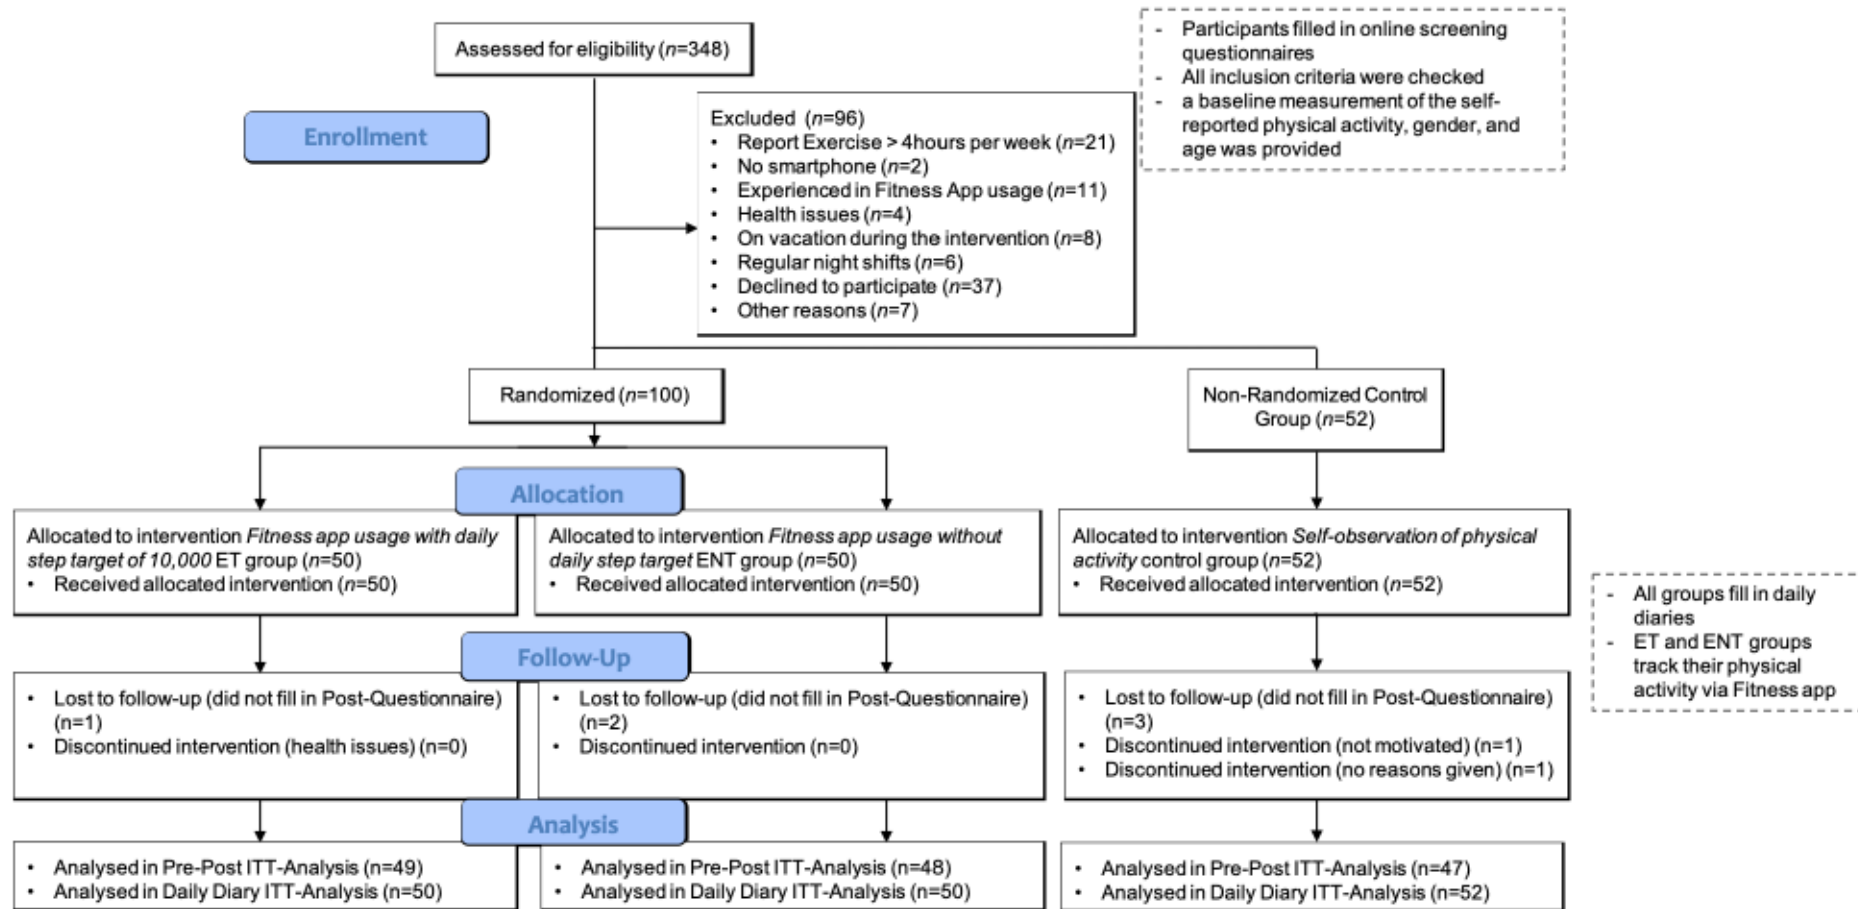 Assessed for eligibility (n=348)
- Participants filled in online screening
questionnaires
- All inclusion criteria were checked
- a baseline measurement of the self-
reported physical activity, gender, and
age was provided
Enrollment
Excluded (n=96)
• Report Exercise > 4hours per week (n=21)
• No smartphone (n=2)
• Experienced in Fitness App usage (n=11)
• Health issues (n=4)
• On vacation during the intervention (n=8)
• Regular night shifts (n=6)
• Declined to participate (n=37)
• Other reasons (n=7)
Randomized (n=100)
Non-Randomized Control
Group (n=52)
Allocation
Allocated to intervention Fitness app usage with daily
step target of 10,000 ET group (n=50)
• Received allocated intervention (n=50)
Allocated to intervention Fitness app usage without
daily step target ENT group (n=50)
• Received allocated intervention (n=50)
Allocated to intervention Self-observation of physical
activity control group (n=52)
• Received allocated intervention (n=52)
- All groups fill in daily
diaries
- ET and ENT groups
track their physical
activity via Fitness app
Follow-Up
• Lost to follow-up (did not fill in Post-Questionnaire)
(n=1)
• Discontinued intervention (health issues) (n=0)
• Lost to follow-up (did not fill in Post-Questionnaire)
(n=2)
• Discontinued intervention (n=0)
• Lost to follow-up (did not fill in Post-Questionnaire)
(n=3)
• Discontinued intervention (not motivated) (n=1)
• Discontinued intervention (no reasons given) (n=1)
Analysis
• Analysed in Pre-Post ITT-Analysis (n=49)
• Analysed in Daily Diary ITT-Analysis (n=50)
• Analysed in Pre-Post ITT-Analysis (n=48)
• Analysed in Daily Diary ITT-Analysis (n=50)
• Analysed in Pre-Post ITT-Analysis (n=47)
• Analysed in Daily Diary ITT-Analysis (n=52)